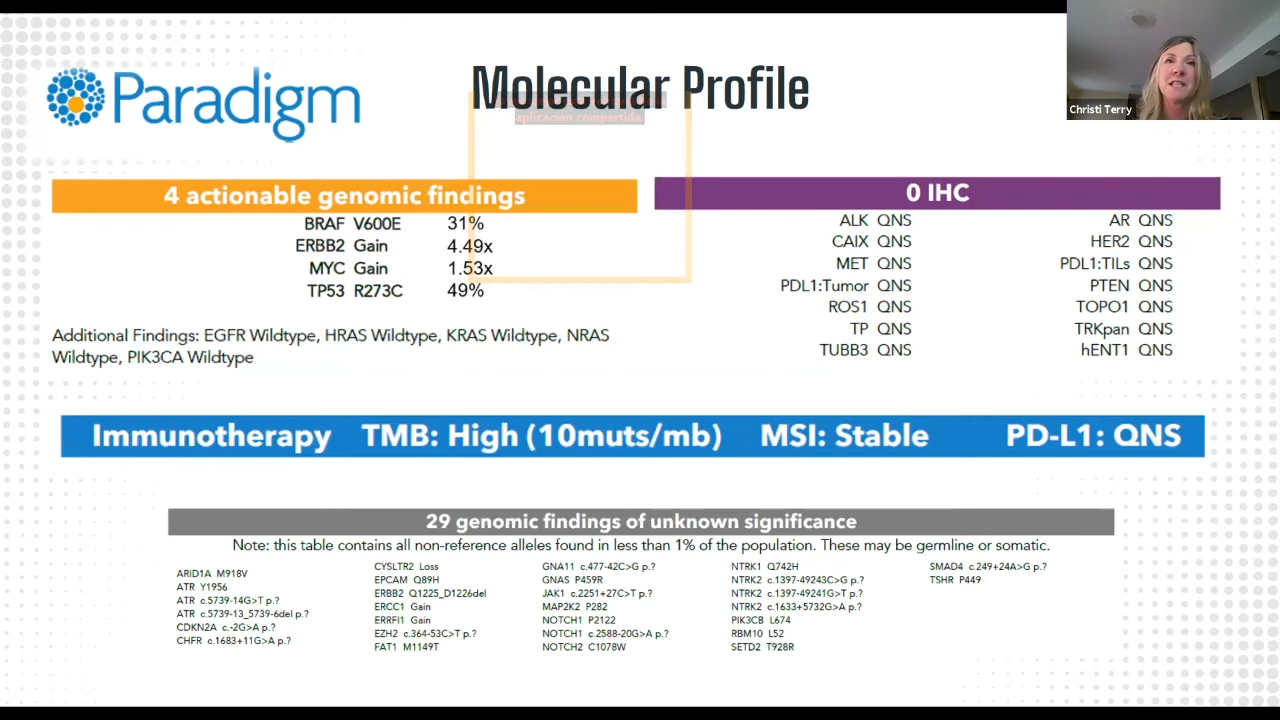 Paradigm
Molecular Profile
aplicación compartida.
Christi Terry
4 actionable genomic findings
BRAF V600E 31%
ERBB2 Gain 4.49x
MYC Gain 1.53x
TP53 R273C 49%
Additional Findings: EGFR Wildtype, HRAS Wildtype, KRAS Wildtype, NRAS
Wildtype, PIK3CA Wildtype
0 IHC
ALK QNS AR QNS
CAIX QNS HER2 QNS
MET QNS PDL1:TILs QNS
PDL1:Tumor QNS PTEN QNS
ROS1 QNS TOPO1 QNS
TP QNS TRKpan QNS
TUBB3 QNS hENT1 QNS
Immunotherapy TMB: High (10muts/mb) MSI: Stable PD-L1: QNS
29 genomic findings of unknown significance
Note: this table contains all non-reference alleles found in less than 1% of the population. These may be germline or somatic.
ARID1A M918V
ATR Y1956
ATR c.5739-14G>T p.?
ATR c.5739-13_5739-6del p.?
CDKN2A c.-2G>A p.?
CHFR c.1683+11G>A p.?
CYSLTR2 Loss
EPCAM Q89H
ERBB2 Q1225_D1226del
ERCC1 Gain
ERRFI1 Gain
EZH2 c.364-53C>T p.?
FAT1 M1149T
GNA11 c.477-42C>G p.?
GNAS P459R
JAK1 c.2251+27C>T p.?
MAP2K2 P282
NOTCH1 P2122
NOTCH1 c.2588-20G>A p.?
NOTCH2 C1078W
NTRK1 Q742H
NTRK2 c.1397-49243C>G p.?
NTRK2 c.1397-49241G>T p.?
NTRK2 c.1633+5732G>A p.?
PIK3CB L674
RBM10 L52
SETD2 T928R
SMAD4 c.249+24A>G p.?
TSHR P449